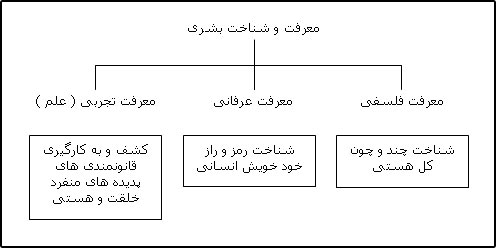 معرفت و شناخت بشری
معرفت فلسفی
معرفت عرفانی
معرفت تجربی ( علم )
شناخت چند و چون
کل هستی
شناخت رمز و راز
خود خویش انسانی
کشف و به کارگیری
قانونمندی های
پدیده های منفرد
خلقت و هستی